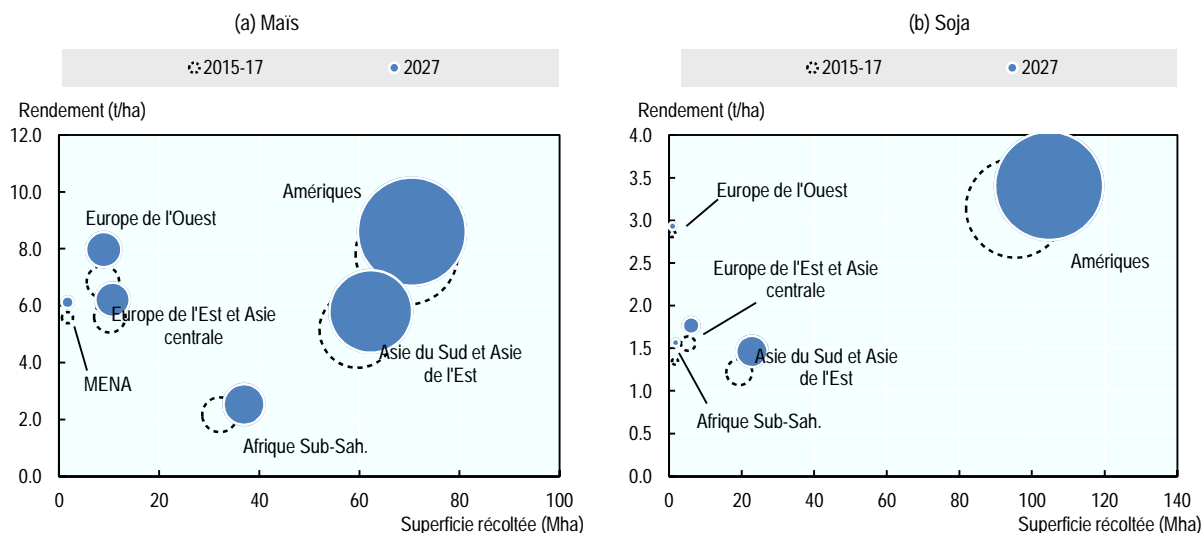 (a) Maïs
2015-17
2027
Rendement (t/ha)
12.0
10.0
8.0
6.0
4.0
2.0
0.0
Amériques
Europe de l'Ouest
Europe de l'Est et Asie
centrale
MENA
Asie du Sud et Asie
de l'Est
Afrique Sub-Sah.
0 20 40 60 80 100
Superficie récoltée (Mha)
(b) Soja
Rendement (t/ha)
4.0
3.5
3.0
2.5
2.0
1.5
1.0
0.5
0.0
Europe de l'Ouest
Europe de l'Est et Asie
centrale
Amériques
Asie du Sud et Asie
de l'Est
Afrique Sub-Sah.
0 20 40 60 80 100 120 140
Superficie récoltée (Mha)